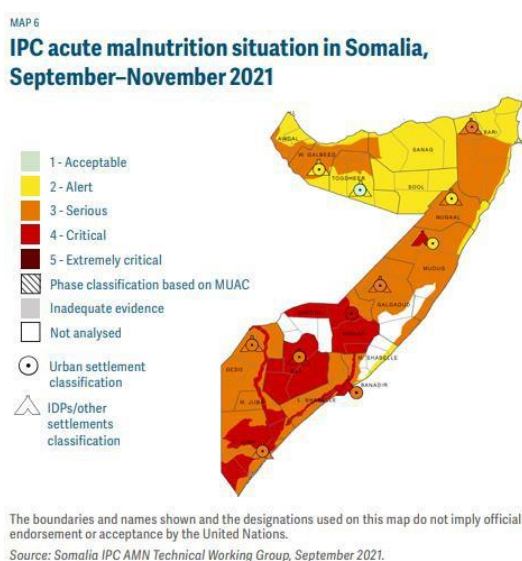 MAP 6
IPC acute malnutrition situation in Somalia,
September–November 2021
1 - Acceptable
2 - Alert
3 - Serious
4 - Critical
5 - Extremely critical
Phase classification based on MUAC
Inadequate evidence
Not analysed
Urban settlement
classification
IDPs/other
settlements
classification
AWDAL
W. GALBEED
TOGDHEER
SANAG
BARI
SOOL
NUGAAL
MUDUG
GALGADUD
M. SHABELLE
BANADIR
GEDO
M. JUBA
L. SHABELLE
The boundaries and names shown and the designations used on this map do not imply official
endorsement or acceptance by the United Nations.
Source: Somalia IPC AMN Technical Working Group, September 2021.